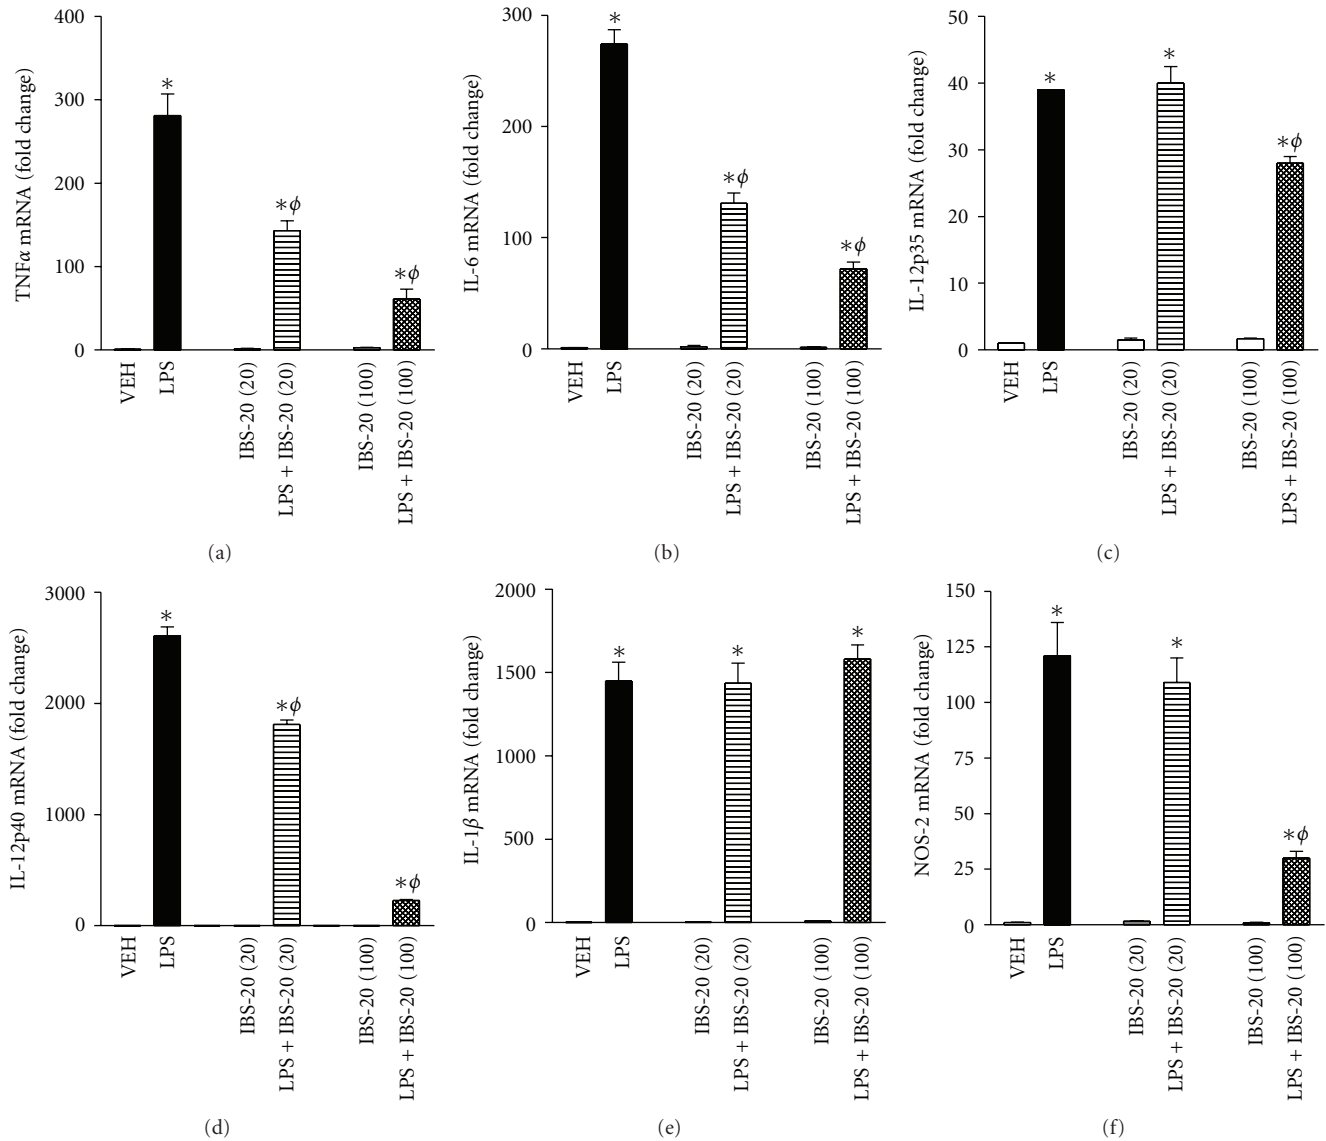 TNFα mRNA (fold change)
400
300
200
100
0
*
*ϕ
*ϕ
VEH
LPS
IBS-20 (20)
LPS + IBS-20 (20)
IBS-20 (100)
LPS + IBS-20 (100)
(a)
IL-6 mRNA (fold change)
300
200
100
0
*
*ϕ
*ϕ
VEH
LPS
IBS-20 (20)
LPS + IBS-20 (20)
IBS-20 (100)
LPS + IBS-20 (100)
(b)
IL-12p35 mRNA (fold change)
50
40
30
20
10
0
*
*
*ϕ
VEH
LPS
IBS-20 (20)
LPS + IBS-20 (20)
IBS-20 (100)
LPS + IBS-20 (100)
(c)
IL-12p40 mRNA (fold change)
3000
2000
1000
0
*
*ϕ
*ϕ
VEH
LPS
IBS-20 (20)
LPS + IBS-20 (20)
IBS-20 (100)
LPS + IBS-20 (100)
(d)
IL-1β mRNA (fold change)
2000
1500
1000
500
0
*
*
*
VEH
LPS
IBS-20 (20)
LPS + IBS-20 (20)
IBS-20 (100)
LPS + IBS-20 (100)
(e)
NOS-2 mRNA (fold change)
150
125
100
75
50
25
0
*
*
*ϕ
VEH
LPS
IBS-20 (20)
LPS + IBS-20 (20)
IBS-20 (100)
LPS + IBS-20 (100)
(f)